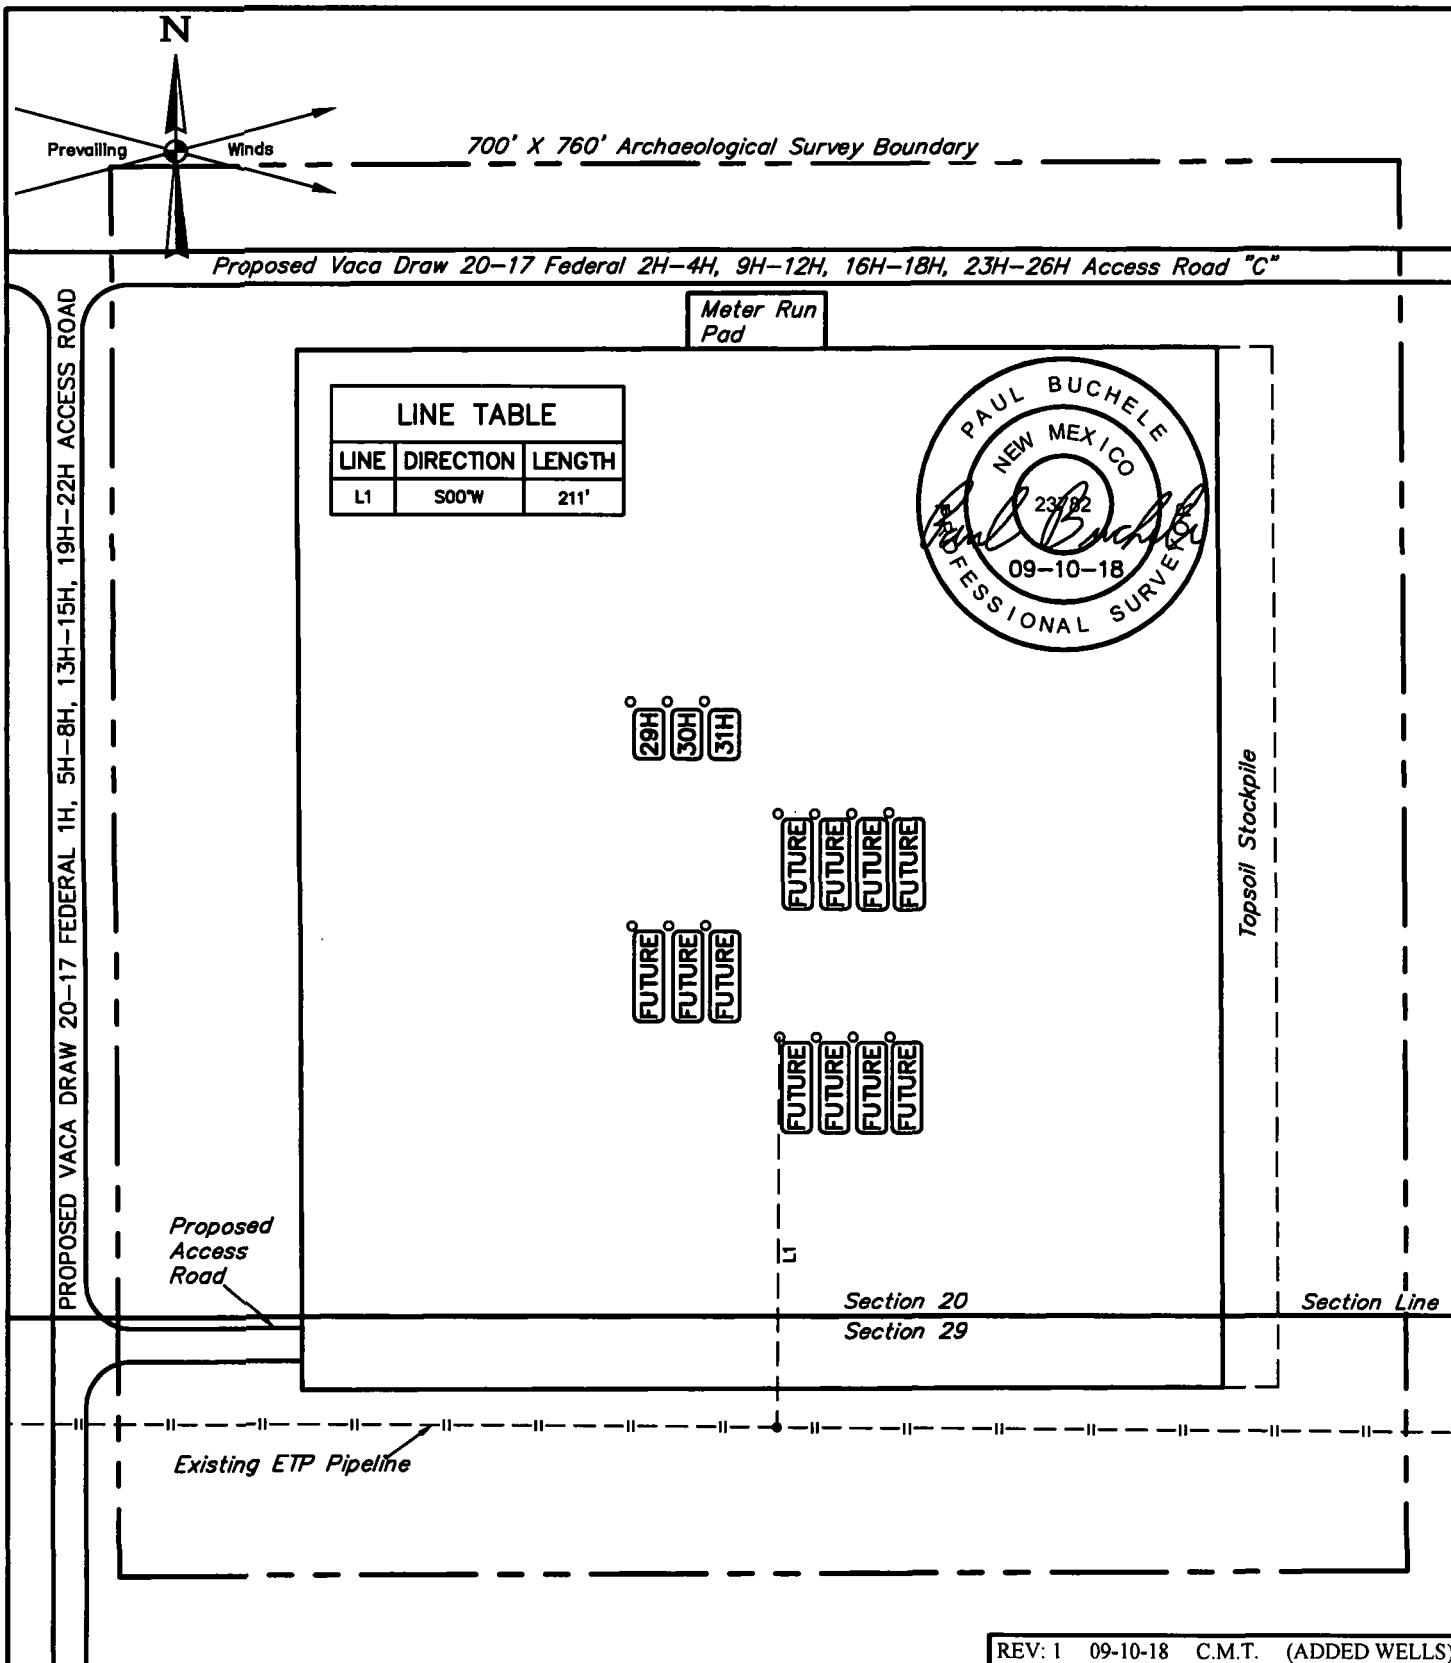 N
Prevailing Winds
700' X 760' Archaeological Survey Boundary
Proposed Vaca Draw 20-17 Federal 2H-4H, 9H-12H, 16H-18H, 23H-26H Access Road "C"
PROPOSED VACA DRAW 20-17 FEDERAL 1H, 5H-8H, 13H-15H, 19H-22H ACCESS ROAD
Meter Run
Pad
LINE TABLE
LINE DIRECTION LENGTH
L1 S00°W 211'
PAUL BUCHELE
NEW MEXICO
23782
Paul Buchele
09-10-18
PROFESSIONAL SURVEYOR
29H 30H 31H
FUTURE FUTURE FUTURE FUTURE
FUTURE FUTURE FUTURE
FUTURE FUTURE FUTURE FUTURE
Topsoil Stockpile
L1
Proposed
Access
Road
Section 20
Section Line
Section 29
Existing ETP Pipeline
REV: 1 09-10-18 C.M.T. (ADDED WELLS)